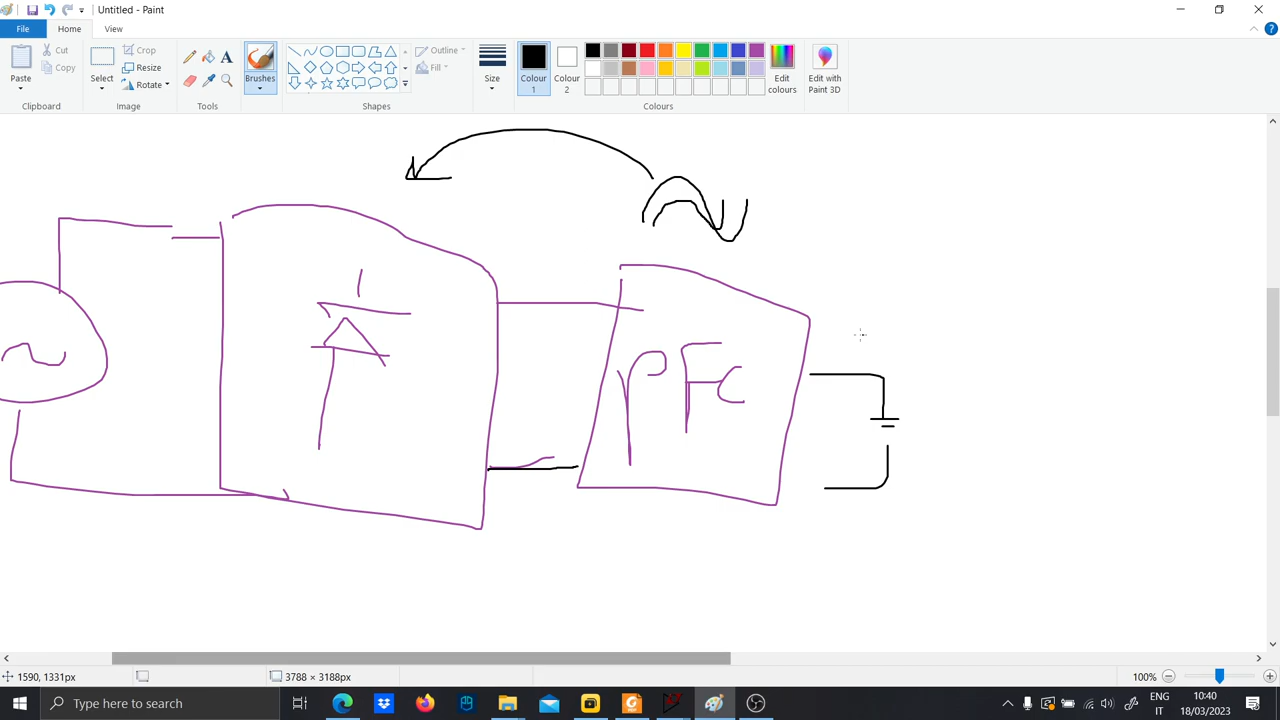 Untitled - Paint
File
Home
View
Paste
Cut
Copy
Clipboard
Select
Crop
Resize
Rotate
Image
A
Tools
Brushes
Outline
Fill
Shapes
Size
Colour
1
Colour
2
Colours
Edit
colours
Edit with
Paint 3D
PFC
1590, 1331px
3788 × 3188px
100%
Type here to search
ENG
IT
10:40
18/03/2023